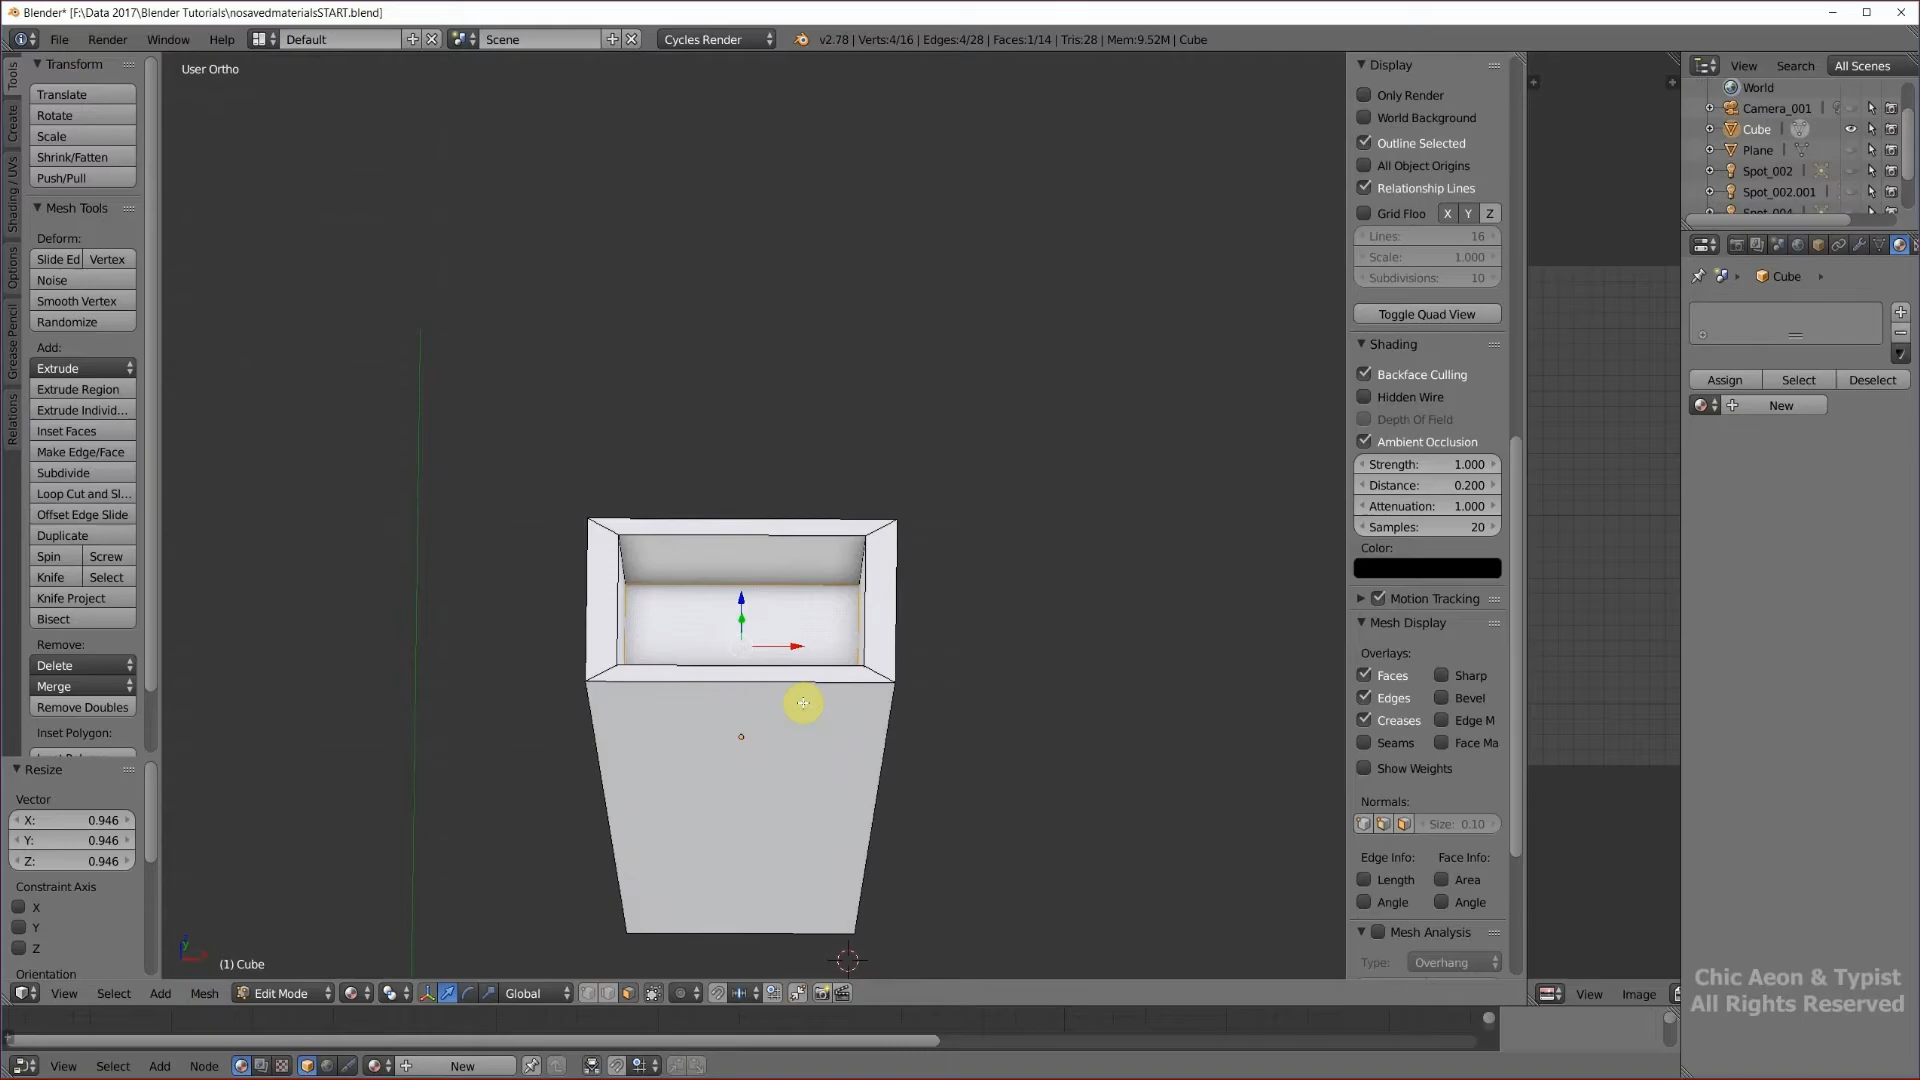 Blender* [F:\Data 2017\Blender Tutorials\nosavedmaterialsSTART.blend]
File Render Window Help Default Scene Cycles Render v2.78 | Verts:4/16 | Edges:4/28 | Faces:1/14 | Tris:28 | Mem:9.52M | Cube
Tools
Create
Shading / UVs
Options
Grease Pencil
Relations
Transform
Translate
Rotate
Scale
Shrink/Fatten
Push/Pull
Mesh Tools
Deform:
Slide Ed Vertex
Noise
Smooth Vertex
Randomize
Add:
Extrude
Extrude Region
Extrude Individ...
Inset Faces
Make Edge/Face
Subdivide
Loop Cut and Sl...
Offset Edge Slide
Duplicate
Spin Screw
Knife Select
Knife Project
Bisect
Remove:
Delete
Merge
Remove Doubles
Inset Polygon:
Resize
Vector
X: 0.946
Y: 0.946
Z: 0.946
Constraint Axis
X
Y
Z
Orientation
User Ortho
(1) Cube
Display
Only Render
World Background
Outline Selected
All Object Origins
Relationship Lines
Grid Floo X Y Z
Lines: 16
Scale: 1.000
Subdivisions: 10
Toggle Quad View
Shading
Backface Culling
Hidden Wire
Depth Of Field
Ambient Occlusion
Strength: 1.000
Distance: 0.200
Attenuation: 1.000
Samples: 20
Color:
Motion Tracking
Mesh Display
Overlays:
Faces Sharp
Edges Bevel
Creases Edge M
Seams Face Ma
Show Weights
Normals:
Size: 0.10
Edge Info: Face Info:
Length Area
Angle Angle
Mesh Analysis
Type: Overhang
View Search All Scenes
World
Camera_001
Cube
Plane
Spot_002
Spot_002.001
Cube
Assign Select Deselect
New
Chic Aeon & Typist
All Rights Reserved
View Select Add Mesh Edit Mode Global
View Image
View Select Add Node New